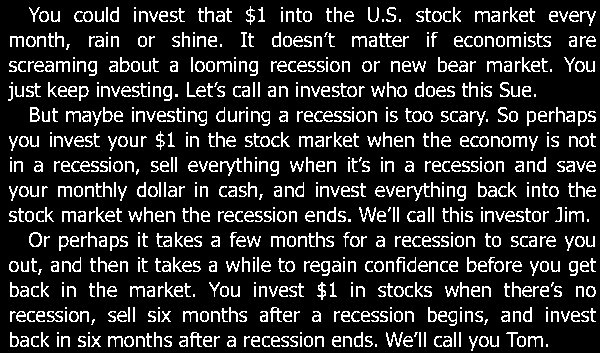 You could invest that $1 into the U.S. stock market every
month, rain or shine. It doesn't matter if economists are
screaming about a looming recession or new bear market. You
just keep investing. Let's call an investor who does this Sue.
But maybe investing during a recession is too scary. So perhaps
you invest your $1 in the stock market when the economy is not
in a recession, sell everything when it's in a recession and save
your monthly dollar in cash, and invest everything back into the
stock market when the recession ends. We'll call this investor Jim.
Or perhaps it takes a few months for a recession to scare you
out, and then it takes a while to regain confidence before you get
back in the market. You invest $1 in stocks when there's no
recession, sell six months after a recession begins, and invest
back in six months after a recession ends. We'll call you Tom.